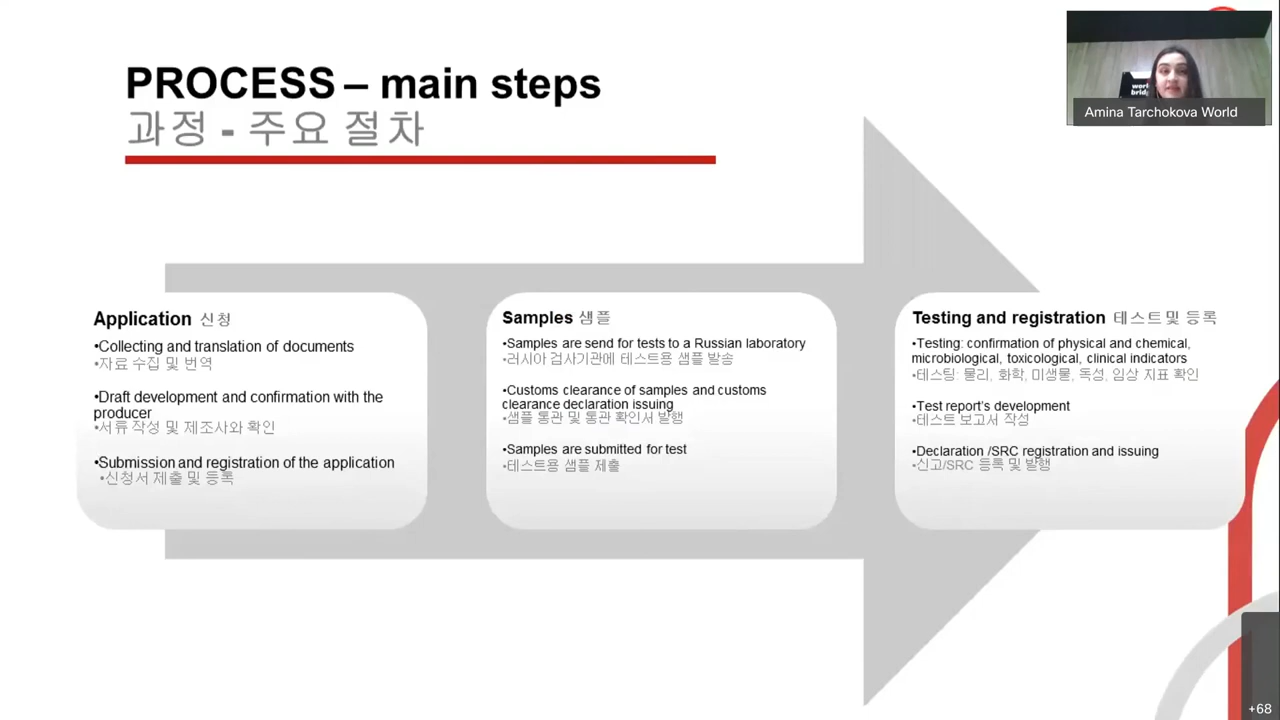 PROCESS – main steps
과정 - 주요 절차
worl
brid
Amina Tarchokova World
Application 신청
•Collecting and translation of documents
•자료 수집 및 번역
•Draft development and confirmation with the
producer
•서류 작성 및 제조사와 확인
•Submission and registration of the application
•신청서 제출 및 등록
Samples 샘플
•Samples are send for tests to a Russian laboratory
•러시아 검사기관에 테스트용 샘플 발송
•Customs clearance of samples and customs
clearance declaration issuing
•샘플 통관 및 통관 확인서 발행
•Samples are submitted for test
•테스트용 샘플 제출
Testing and registration 테스트 및 등록
•Testing: confirmation of physical and chemical,
microbiological, toxicological, clinical indicators
•테스팅: 물리, 화학, 미생물, 독성, 임상 지표 확인
•Test report's development
•테스트 보고서 작성
•Declaration /SRC registration and issuing
•신고/SRC 등록 및 발행
+68